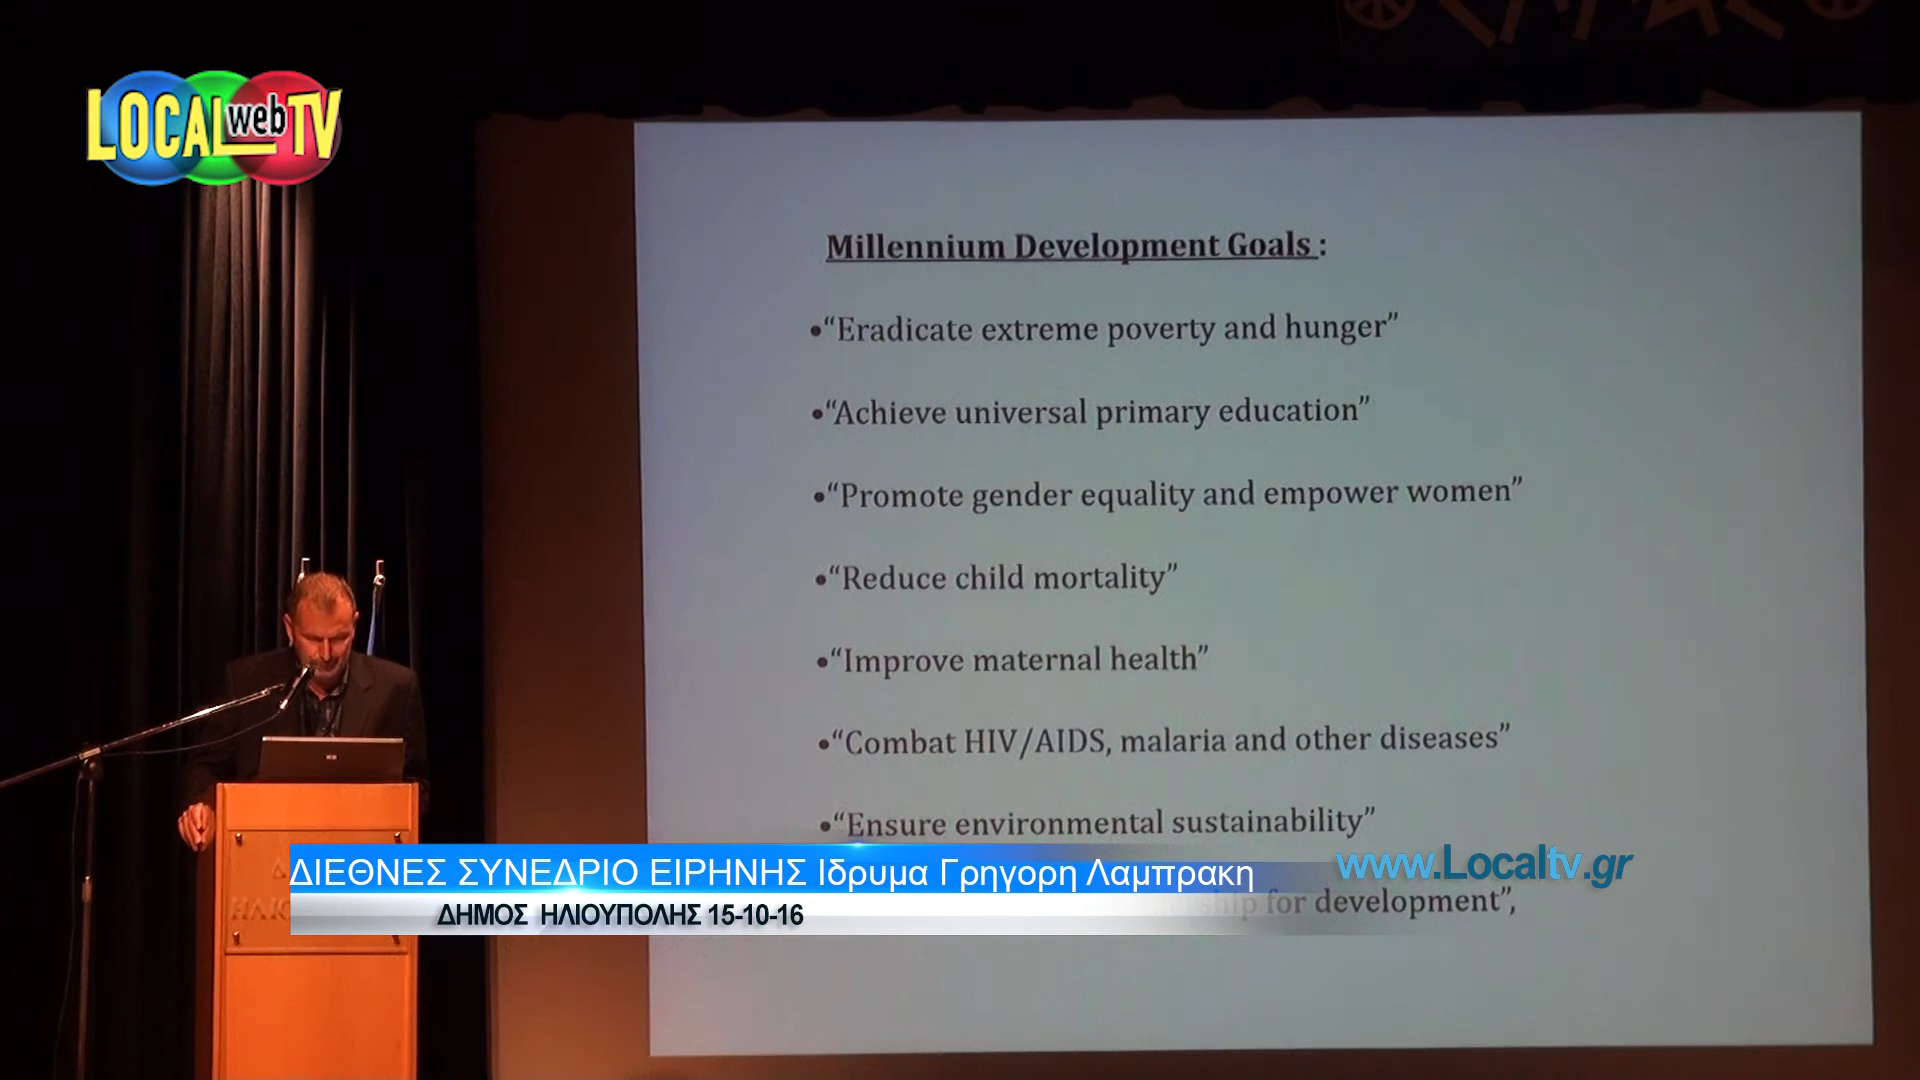 LOCAL web TV
Millennium Development Goals :
•“Eradicate extreme poverty and hunger”
•“Achieve universal primary education”
•“Promote gender equality and empower women”
•“Reduce child mortality”
•“Improve maternal health”
•“Combat HIV/AIDS, malaria and other diseases”
•“Ensure environmental sustainability”
for development”,
ΔΙΕΘΝΕΣ ΣΥΝΕΔΡΙΟ ΕΙΡΗΝΗΣ Ιδρυμα Γρηγορη Λαμπρακη
www.Localtv.gr
ΔΗΜΟΣ ΗΛΙΟΥΠΟΛΗΣ 15-10-16